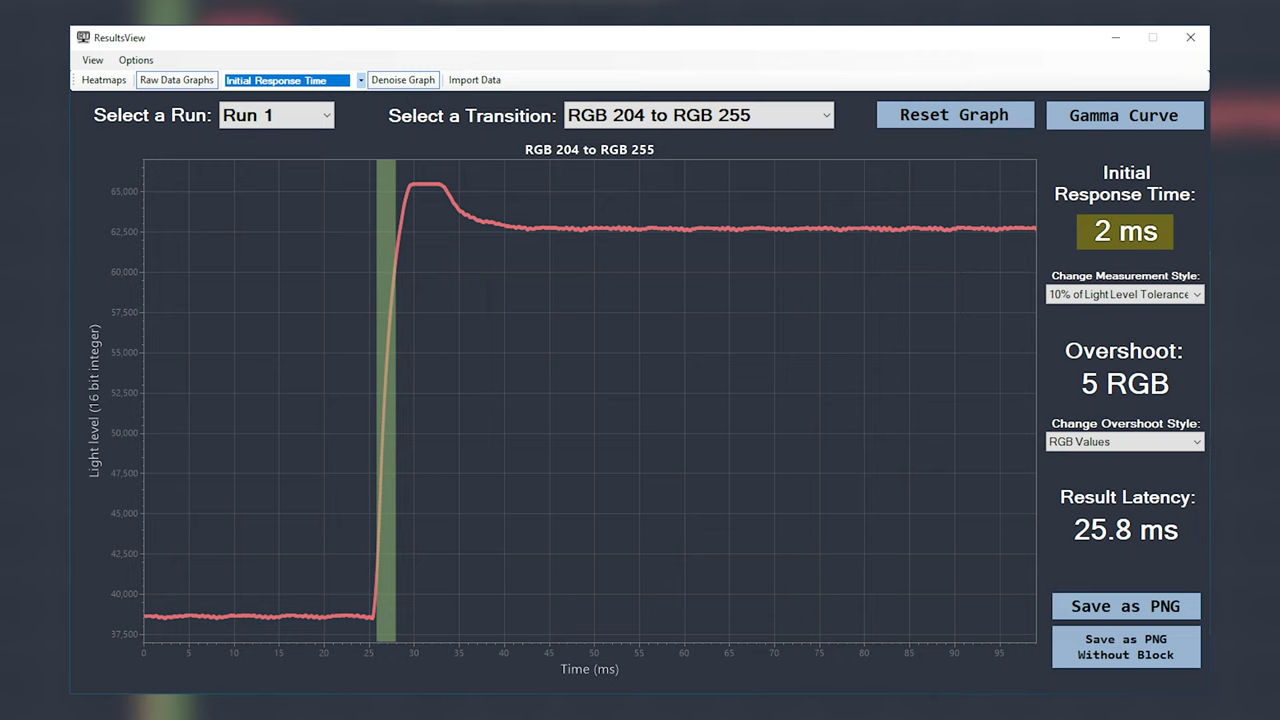 ResultsView
View Options
Heatmaps Raw Data Graphs Initial Response Time Denoise Graph Import Data
Select a Run: Run 1 Select a Transition: RGB 204 to RGB 255 Reset Graph Gamma Curve
RGB 204 to RGB 255
65,000
62,500
60,000
57,500
55,000
52,500
50,000
47,500
45,000
42,500
40,000
37,500
Light level (16 bit integer)
0 5 10 15 20 25 30 35 40 45 50 55 60 65 70 75 80 85 90 95
Time (ms)
Initial
Response Time:
2 ms
Change Measurement Style:
10% of Light Level Tolerance
Overshoot:
5 RGB
Change Overshoot Style:
RGB Values
Result Latency:
25.8 ms
Save as PNG
Save as PNG
Without Block